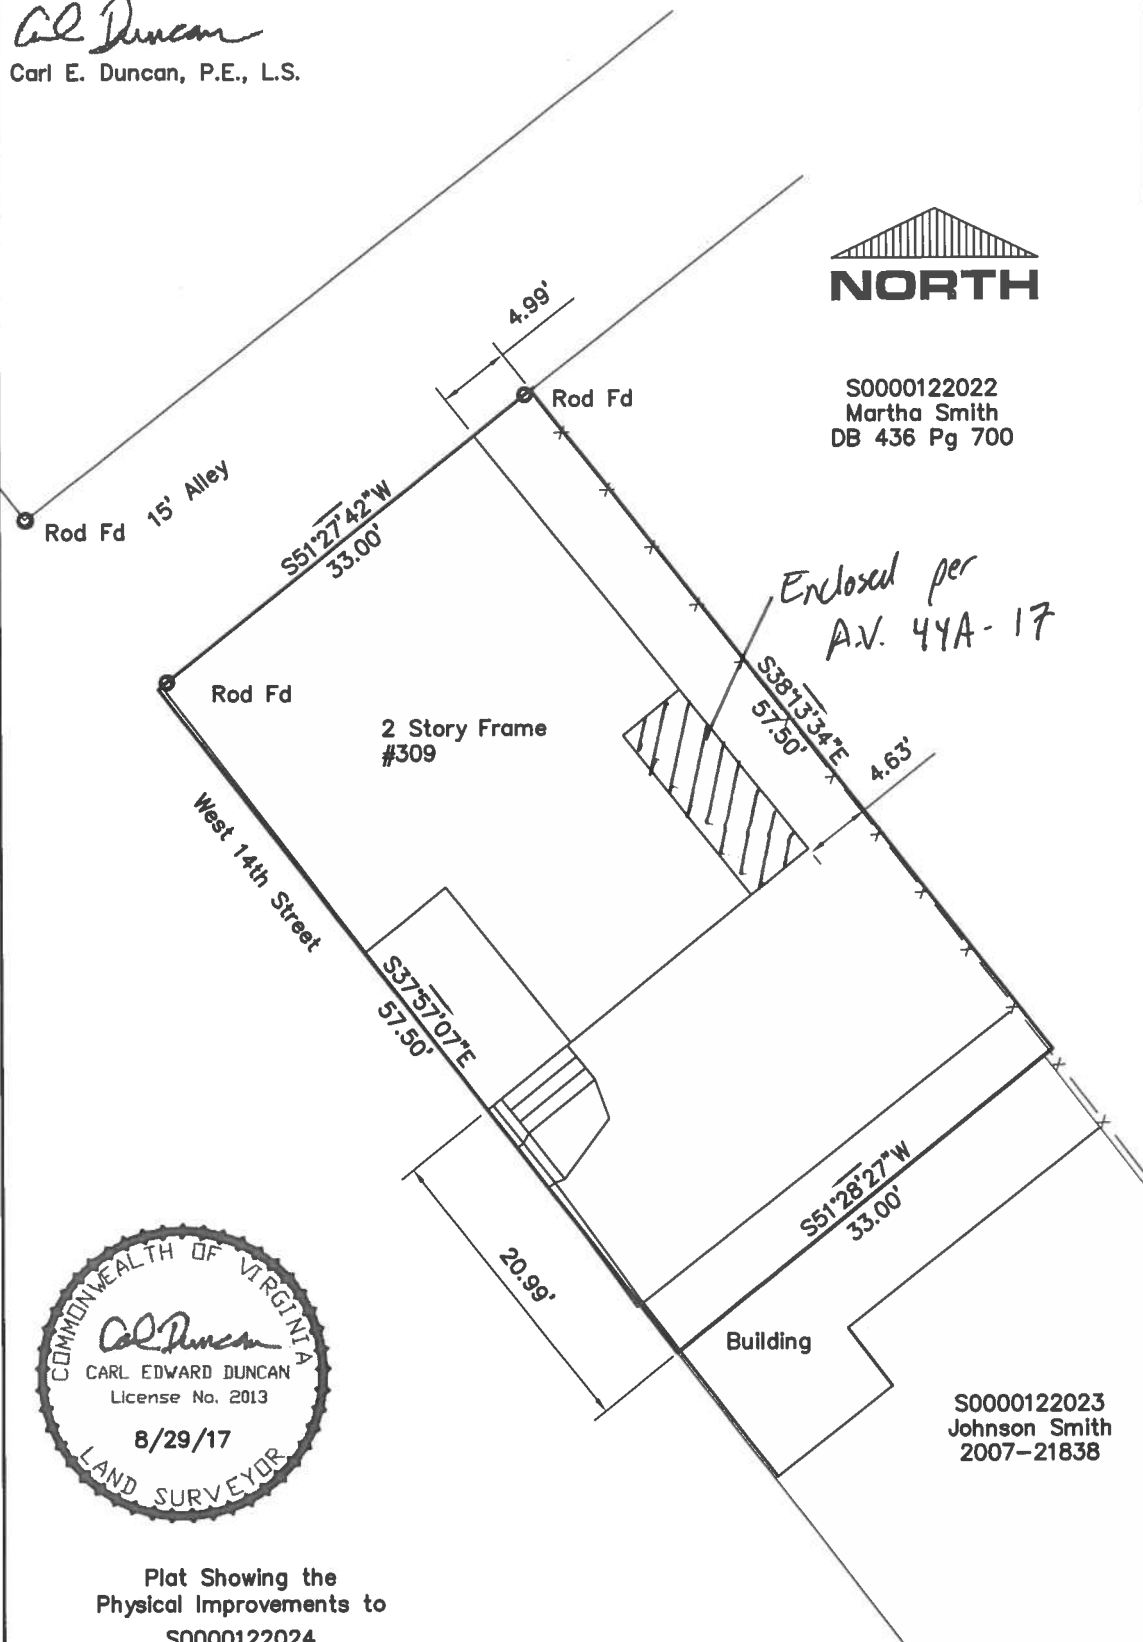 Cal Duncan
Carl E. Duncan, P.E., L.S.
4.99'
NORTH
Rod Fd
S0000122022
Martha Smith
DB 436 Pg 700
Rod Fd
15' Alley
S51°27'42"W
33.00'
Enclosed per
A.V. 44A-17
Rod Fd
2 Story Frame
#309
S38°13'34"E
57.50'
4.63'
West 14th Street
S37°57'07"E
57.50'
S51°28'27"W
33.00'
20.99'
Building
COMMONWEALTH OF VIRGINIA
Cal Duncan
CARL EDWARD DUNCAN
License No. 2013
8/29/17
LAND SURVEYOR
S0000122023
Johnson Smith
2007-21838
Plat Showing the
Physical Improvements to
S0000122024